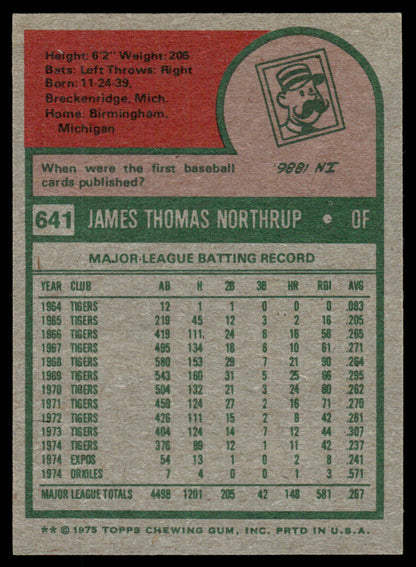 Height: 6'2" Weight: 205
Bats: Left Throws: Right
Born: 11-24-39,
Breckenridge, Mich.
Home: Birmingham,
Michigan
When were the first baseball
cards published?
IN 1886
641 JAMES THOMAS NORTHRUP • OF
MAJOR LEAGUE BATTING RECORD
YEAR CLUB AB H 2B 3B HR RBI AVG
1964 TIGERS 12 1 1 0 0 0 .083
1965 TIGERS 219 45 12 3 2 16 .205
1966 TIGERS 419 111 24 6 16 58 .265
1967 TIGERS 495 134 18 6 10 61 .271
1968 TIGERS 580 153 29 7 21 90 .264
1969 TIGERS 543 160 31 5 25 66 .295
1970 TIGERS 504 132 21 3 24 80 .262
1971 TIGERS 459 124 27 2 16 71 .270
1972 TIGERS 426 111 15 2 8 42 .261
1973 TIGERS 404 124 14 7 12 44 .307
1974 TIGERS 376 89 12 1 11 42 .237
1974 EXPOS 54 13 1 0 2 8 .241
1974 ORIOLES 7 4 0 0 1 3 .571
MAJOR LEAGUE TOTALS 4498 1201 205 42 148 581 .267
** © 1975 TOPPS CHEWING GUM, INC. PRTD IN U.S.A.